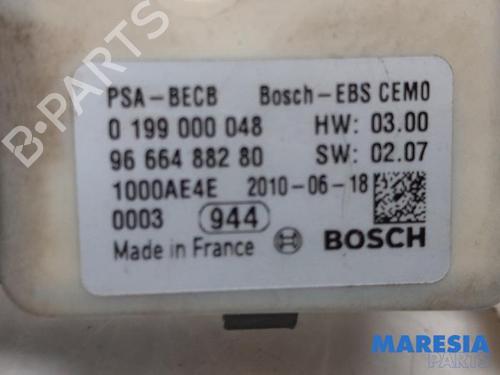 PSA-BECB Bosch-EBS CEM0
0 199 000 048 HW: 03.00
96 664 882 80 SW: 02.07
1000AE4E 2010-06-18
0003 944
Made in France BOSCH
B-PARTS
MARESIA
PARTS